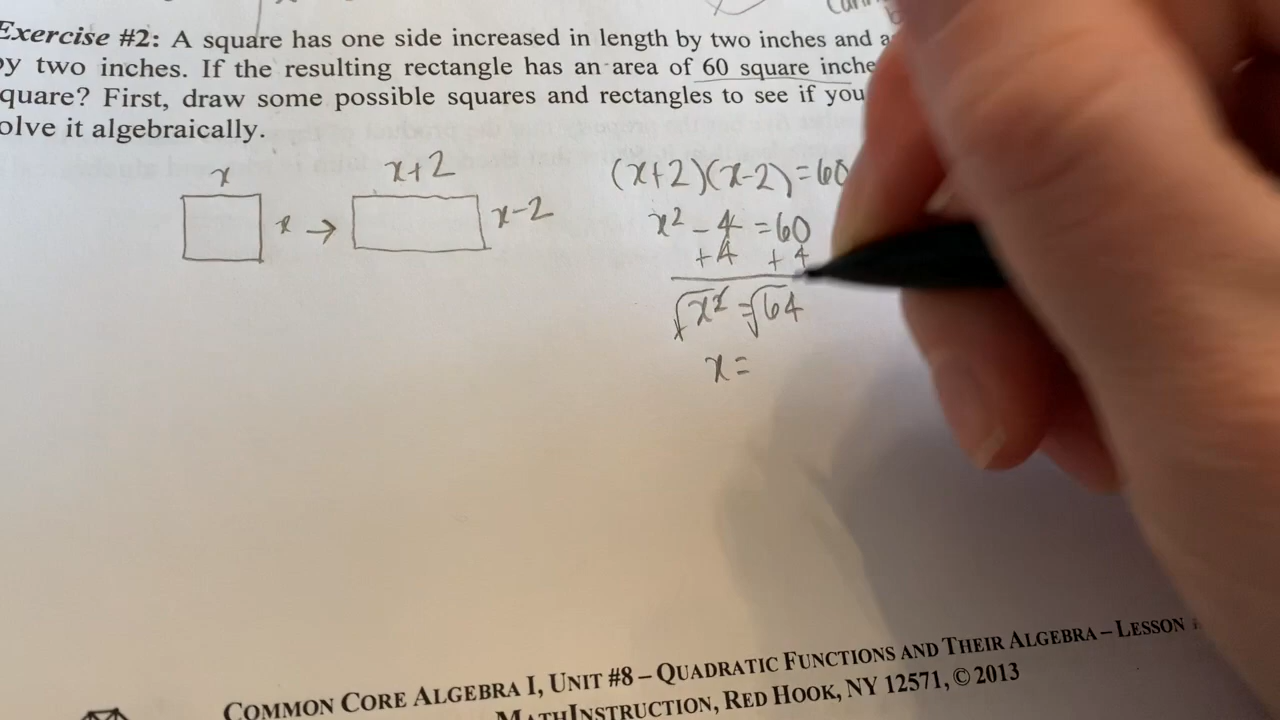 Exercise #2: A square has one side increased in length by two inches and
by two inches. If the resulting rectangle has an area of 60 square inche
quare? First, draw some possible squares and rectangles to see if you
olve it algebraically.
x x+2 (x+2)(x-2)=60
x → x-2 x² - 4 = 60
+4 +4
√x² = √64
x =
COMMON CORE ALGEBRA I, UNIT #8 – QUADRATIC FUNCTIONS AND THEIR ALGEBRA – LESSON
MATHINSTRUCTION, RED HOOK, NY 12571, © 2013